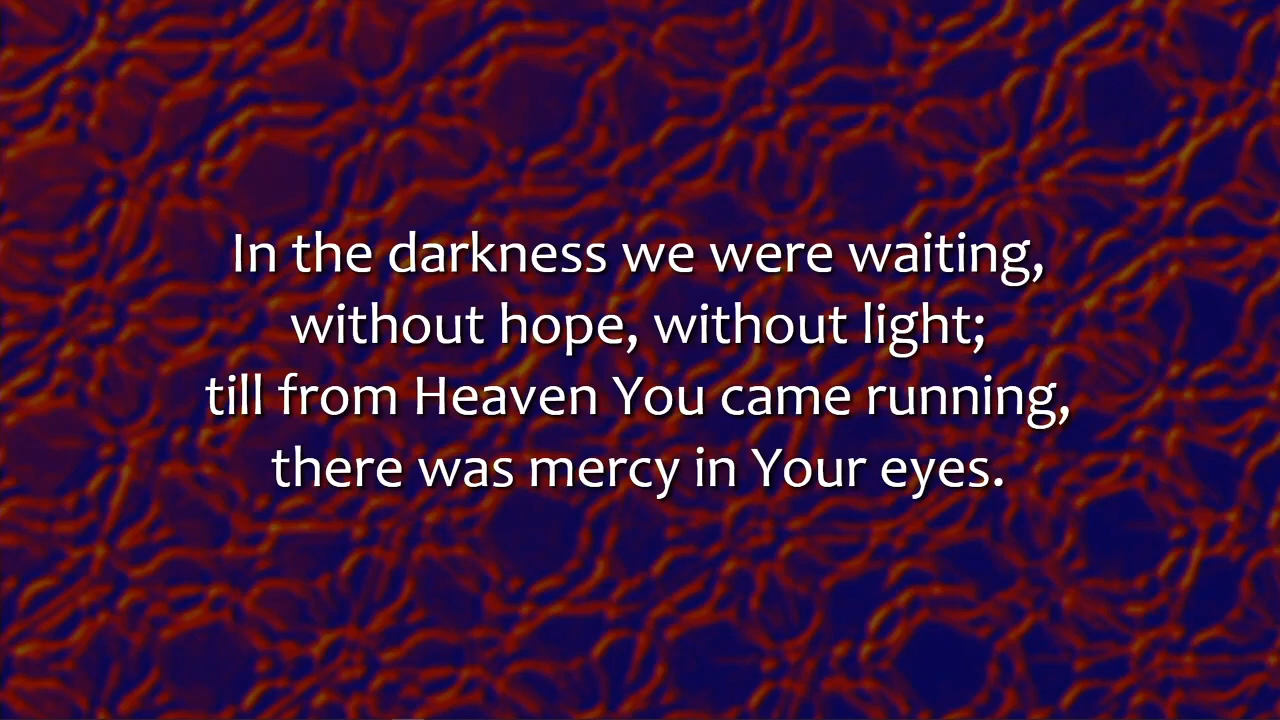 In the darkness we were waiting,
without hope, without light;
till from Heaven You came running,
there was mercy in Your eyes.